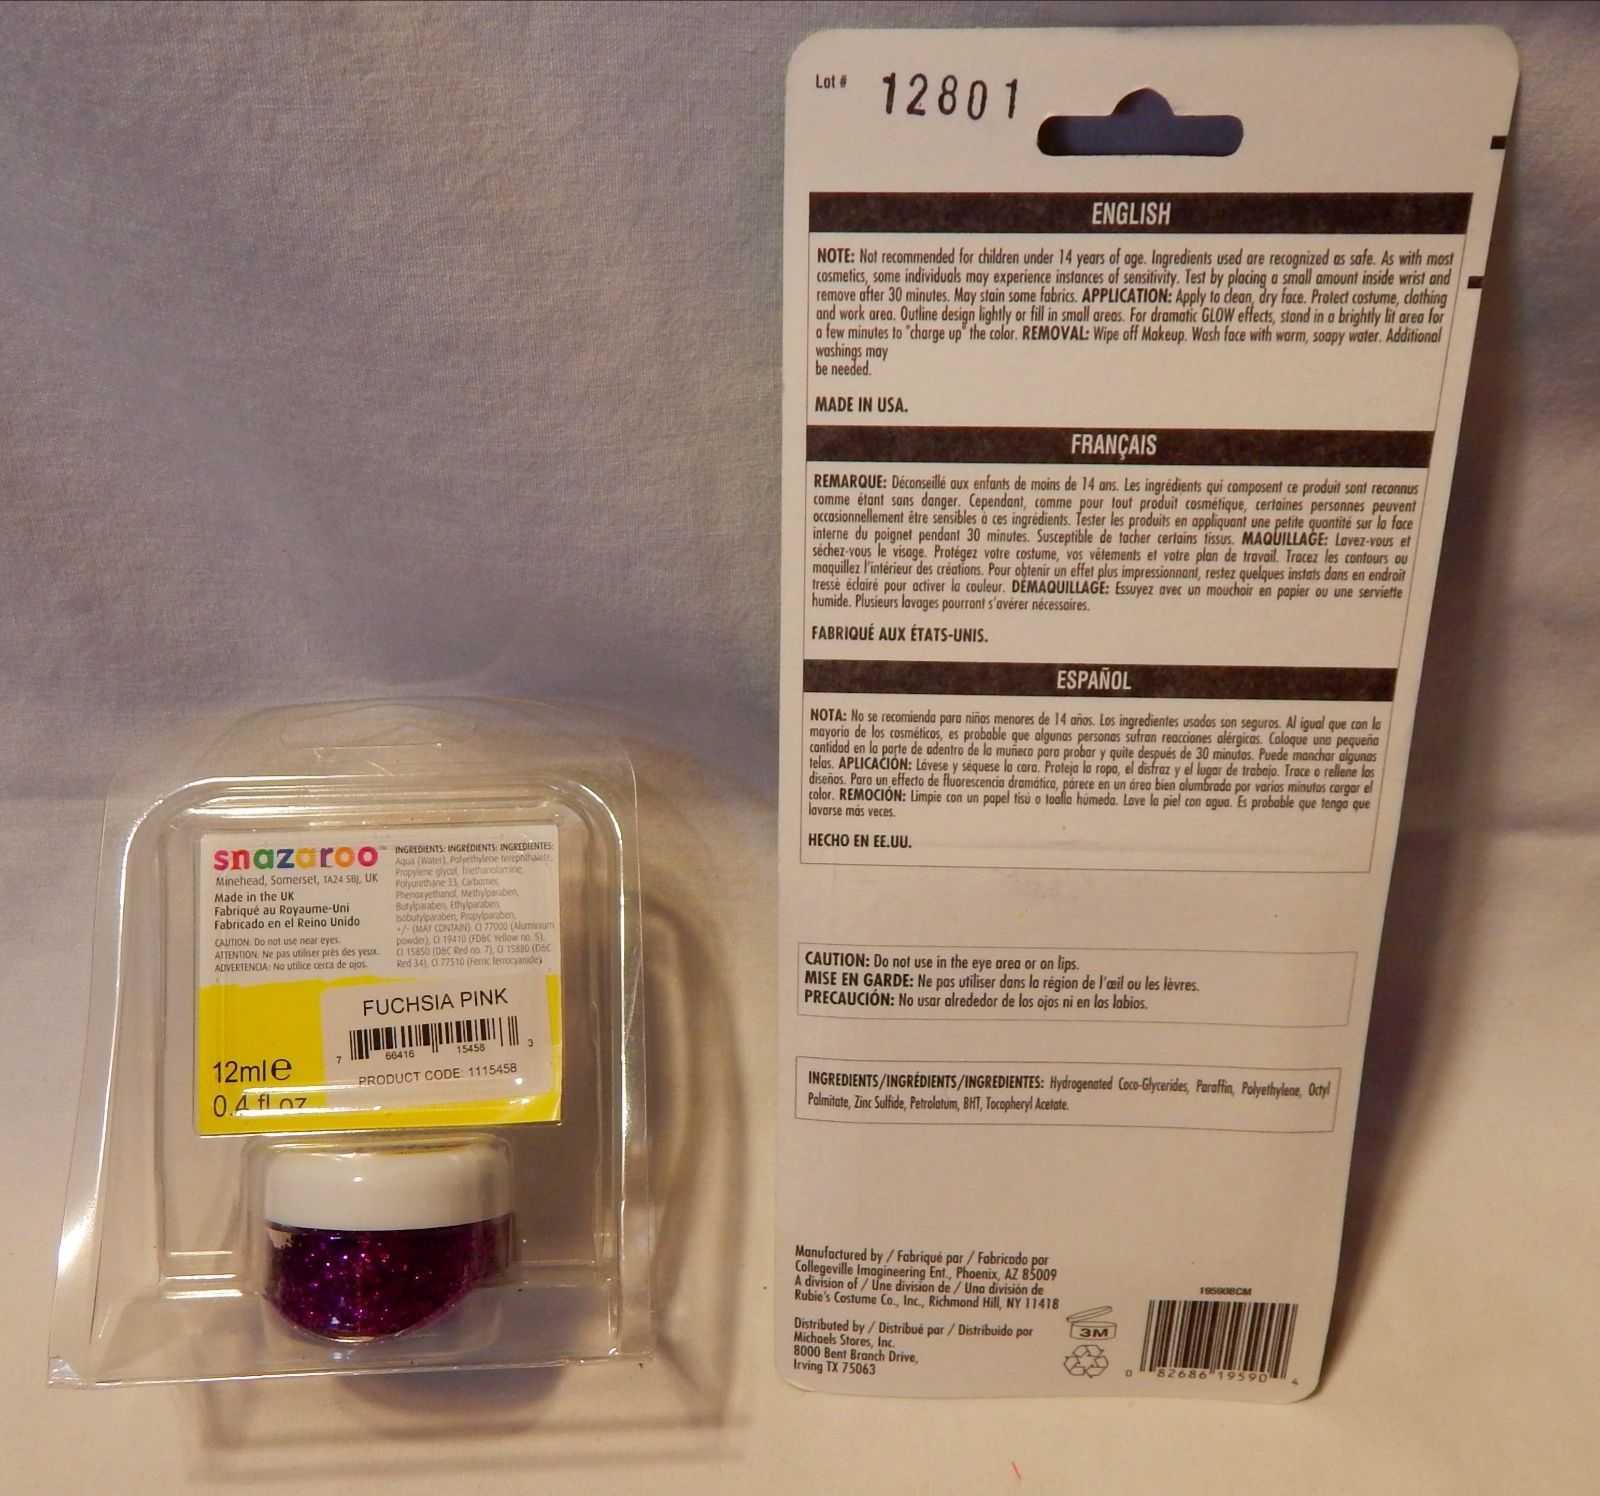 snazaroo™
Minehead, Somerset, TA24 5BJ, UK
Made in the UK
Fabriqué au Royaume-Uni
Fabricado en el Reino Unido
CAUTION: Do not use near eyes.
ATTENTION: Ne pas utiliser près des yeux.
ADVERTENCIA: No utilice cerca de ojos.
INGREDIENTS: INGRÉDIENTS: INGREDIENTES:
Aqua (Water), Polyethylene terephthalate,
Propylene glycol, Triethanolamine,
Polyurethane 33, Carbomer,
Phenoxyethanol, Methylparaben,
Butylparaben, Ethylparaben,
Isobutylparaben, Propylparaben,
+/- (MAY CONTAIN). CI 77000 (Aluminium
powder), CI 19410 (FD&C Yellow no. 5),
CI 15850 (D&C Red no. 7), CI 15880 (D&C
Red 34), CI 77510 (Ferric ferrocyanide)
FUCHSIA PINK
7 66416 15458 3
PRODUCT CODE: 1115458
12ml e
0.4 fl oz
Lot # 12801
ENGLISH
NOTE: Not recommended for children under 14 years of age. Ingredients used are recognized as safe. As with most
cosmetics, some individuals may experience instances of sensitivity. Test by placing a small amount inside wrist and
remove after 30 minutes. May stain some fabrics. APPLICATION: Apply to clean, dry face. Protect costume, clothing
and work area. Outline design lightly or fill in small areas. For dramatic GLOW effects, stand in a brightly lit area for
a few minutes to "charge up" the color. REMOVAL: Wipe off Makeup. Wash face with warm, soapy water. Additional
washings may
be needed.
MADE IN USA.
FRANÇAIS
REMARQUE: Déconseillé aux enfants de moins de 14 ans. Les ingrédients qui composent ce produit sont reconnus
comme étant sans danger. Cependant, comme pour tout produit cosmétique, certaines personnes peuvent
occasionnellement être sensibles à ces ingrédients. Tester les produits en appliquant une petite quantité sur la face
interne du poignet pendant 30 minutes. Susceptible de tacher certains tissus. MAQUILLAGE: Lavez-vous et
séchez-vous le visage. Protégez votre costume, vos vêtements et votre plan de travail. Tracez les contours ou
maquillez l'intérieur des créations. Pour obtenir un effet plus impressionnant, restez quelques instats dans en endroit
tressé éclairé pour activer la couleur. DÉMAQUILLAGE: Essuyez avec un mouchoir en papier ou une serviette
humide. Plusieurs lavages pourront s'avérer nécessaires.
FABRIQUÉ AUX ÉTATS-UNIS.
ESPAÑOL
NOTA: No se recomienda para niños menores de 14 años. Los ingredientes usados son seguros. Al igual que con la
mayoría de los cosméticos, es probable que algunas personas sufran reacciones alérgicas. Coloque una pequeña
cantidad en la parte de adentro de la muñeca para probar y quite después de 30 minutos. Puede manchar algunas
telas. APLICACIÓN: Lávese y séquese la cara. Proteja la ropa, el disfraz y el lugar de trabajo. Trace o rellene los
diseños. Para un effecto de fluorescencia dramática, párece en un área bien alumbrada por varios minutos cargar el
color. REMOCIÓN: Limpie con un papel tisú o toalla húmeda. Lave la piel con agua. Es probable que tenga que
lavarse más veces.
HECHO EN EE.UU.
CAUTION: Do not use in the eye area or on lips.
MISE EN GARDE: Ne pas utiliser dans la région de l'œil ou les lèvres.
PRECAUCIÓN: No usar alrededor de los ojos ni en los labios.
INGREDIENTS/INGRÉDIENTS/INGREDIENTES: Hydrogenated Coco-Glycerides, Paraffin, Polyethylene, Octyl
Palmitate, Zinc Sulfide, Petrolatum, BHT, Tocopheryl Acetate.
Manufactured by / Fabriqué par / Fabricado por
Collegeville Imagineering Ent., Phoenix, AZ 85009
A division of / Une division de / Una división de
Rubie's Costume Co., Inc., Richmond Hill, NY 11418
Distributed by / Distribué par / Distribuido por
Michaels Stores, Inc.
8000 Bent Branch Drive,
Irving TX 75063
3M
19590BCM
0 82686 19590 4